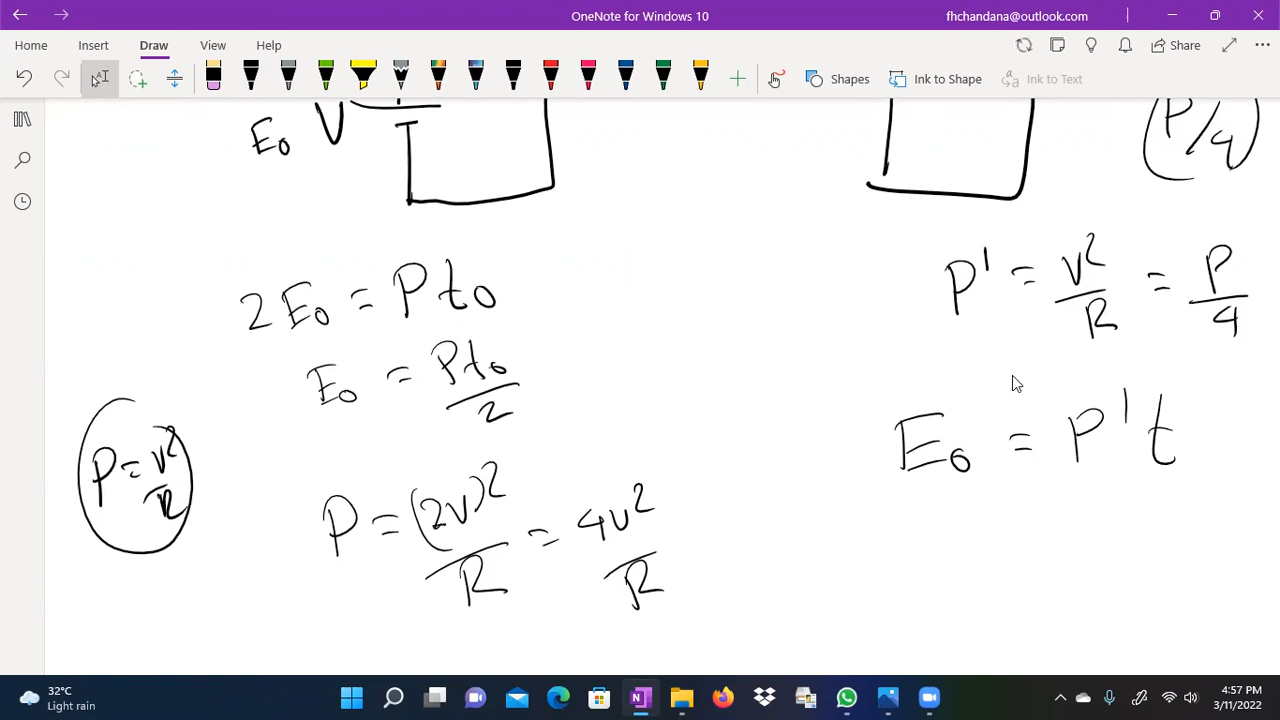 OneNote for Windows 10
fhchandana@outlook.com
Home Insert Draw View Help
Share
Shapes
Ink to Shape
Ink to Text
E₀ V
P/4
2E₀ = Pt₀
E₀ = Pt₀/2
P = V²/R
P = (2V)²/R = 4V²/R
P' = V²/R = P/4
E₀ = P't
32°C
Light rain
4:57 PM
3/11/2022